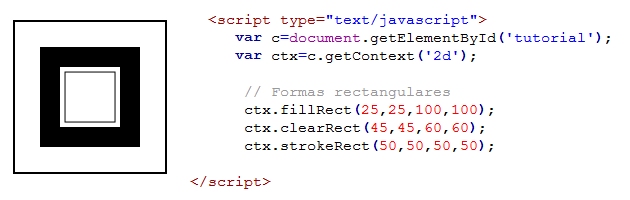 <script type="text/javascript">
var c=document.getElementById('tutorial');
var ctx=c.getContext('2d');
// Formas rectangulares
ctx.fillRect(25,25,100,100);
ctx.clearRect(45,45,60,60);
ctx.strokeRect(50,50,50,50);
</script>